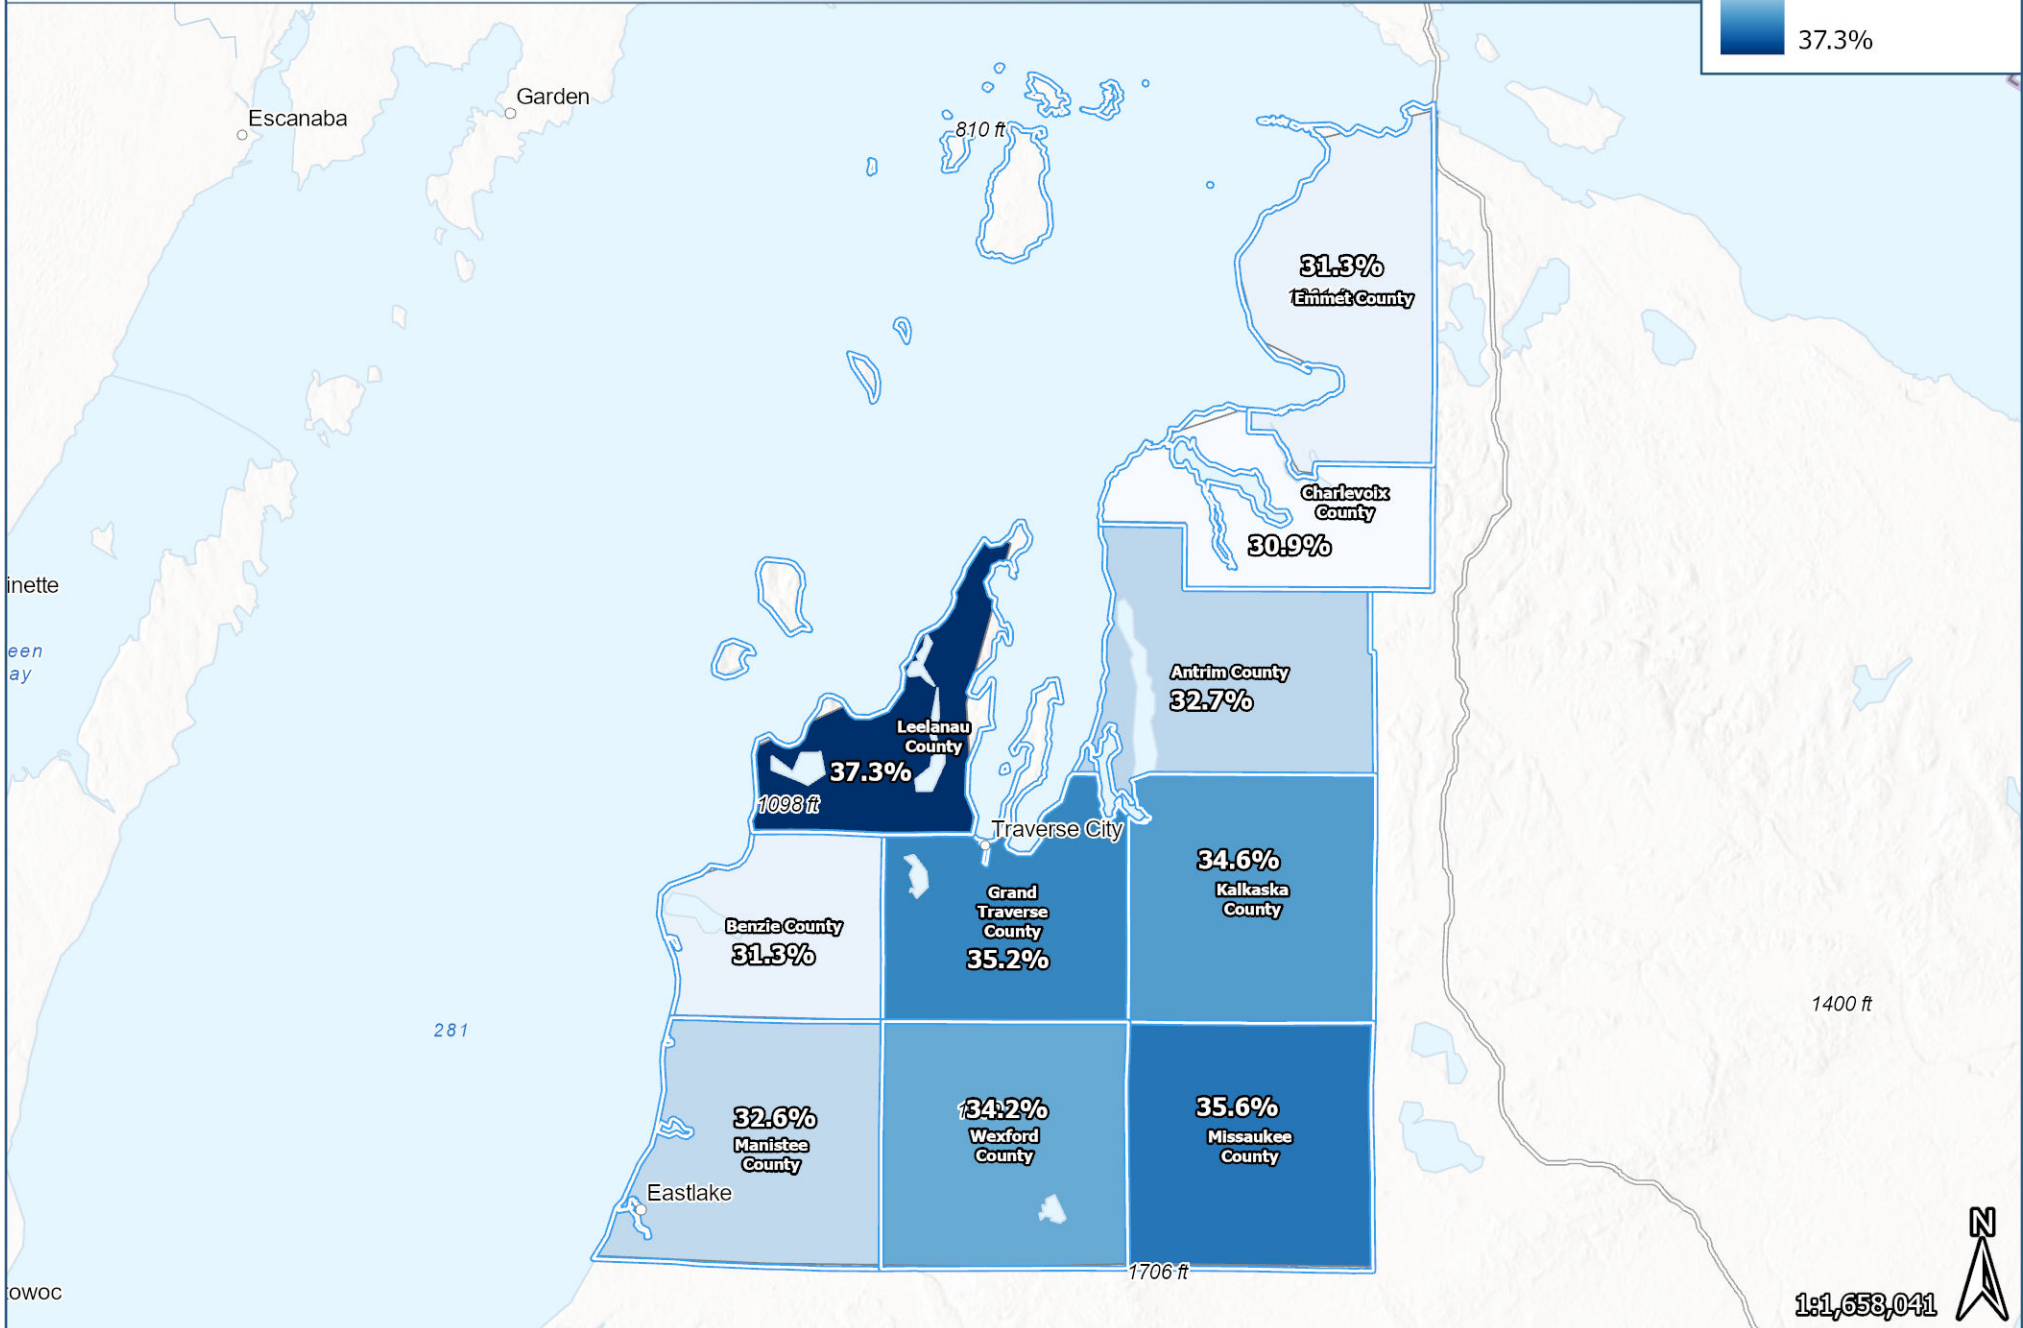 37.3%
Garden
Escanaba
810 ft
31.3%
Emmet County
Charlevoix
County
30.9%
inette
een
ay
Antrim County
32.7%
Leelanau
County
37.3%
1098 ft
Traverse City
34.6%
Kalkaska
County
Grand
Traverse
County
35.2%
Benzie County
31.3%
1400 ft
281
32.6%
Manistee
County
34.2%
Wexford
County
35.6%
Missaukee
County
Eastlake
N
1706 ft
owoc
1:1,658,041